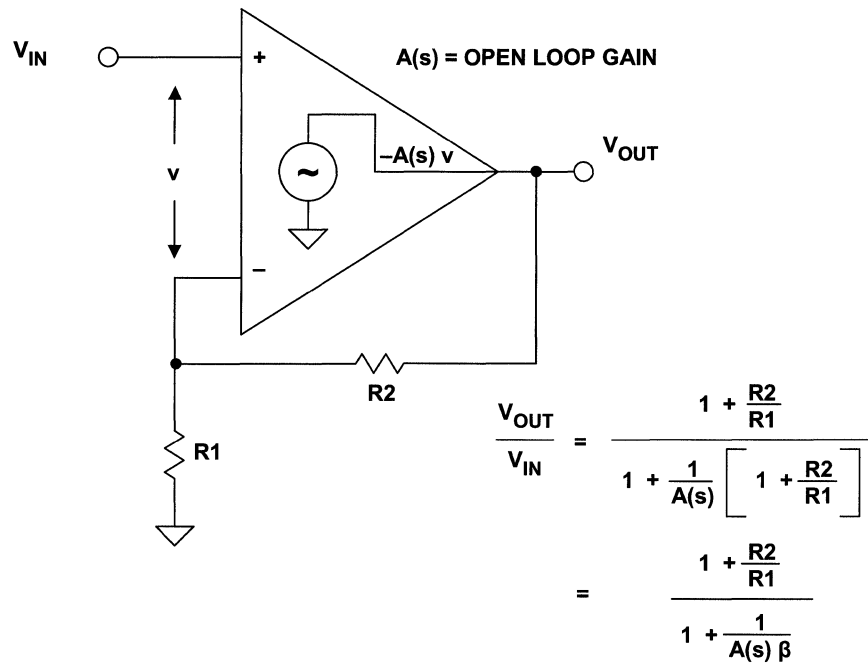 V_IN
+
A(s) = OPEN LOOP GAIN
V_OUT
–A(s) v
~
v
–
R2
R1
V_OUT / V_IN = (1 + R2/R1) / (1 + 1/A(s) [1 + R2/R1])
= (1 + R2/R1) / (1 + 1/(A(s) β))